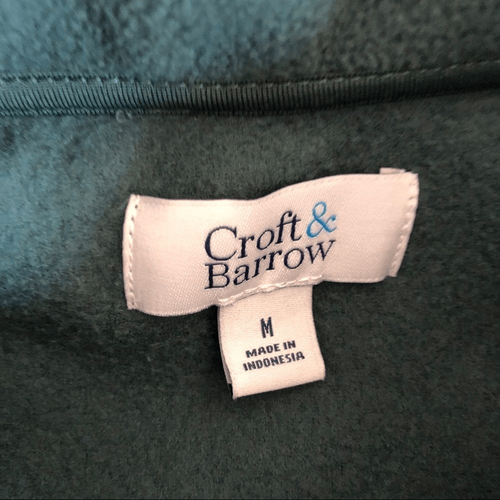 Croft &
Barrow
M
MADE IN
INDONESIA